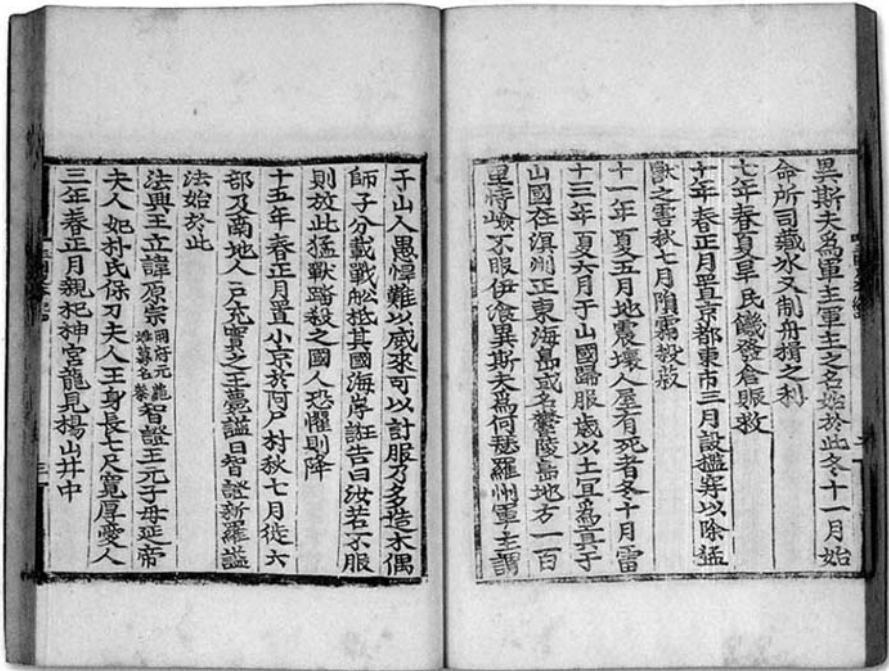 異斯夫爲軍主軍主之名始於此冬十一月始
命所司藏氷又制舟揖之利
七年春夏旱民饑發倉賑救
十年春正月置京都東市三月設檻穽以除猛
獸之害秋七月隕霜殺菽
十一年夏五月地震壞人屋有死者冬十月雷
十三年夏六月于山國歸服歲以土宜爲貢于
山國在溟州正東海島或名鬱陵島地方一百
里恃嶮不服伊飡異斯夫爲何瑟羅州軍主謂
于山人愚悍難以威來可以計服乃多造木偶
師子分載戰舩抵其國海岸誑告曰汝若不服
則放此猛獸踏殺之國人恐懼則降
十五年春正月置小京於阿尸村秋七月徙六
部及南地人戶充實之王薨謚曰智證新羅謚
法始於此
法興王立諱原宗冊府元龜姓募名秦智證王元子母延帝
夫人妃朴氏保刀夫人王身長七尺寬厚愛人
三年春正月親祀神宮龍見楊山井中